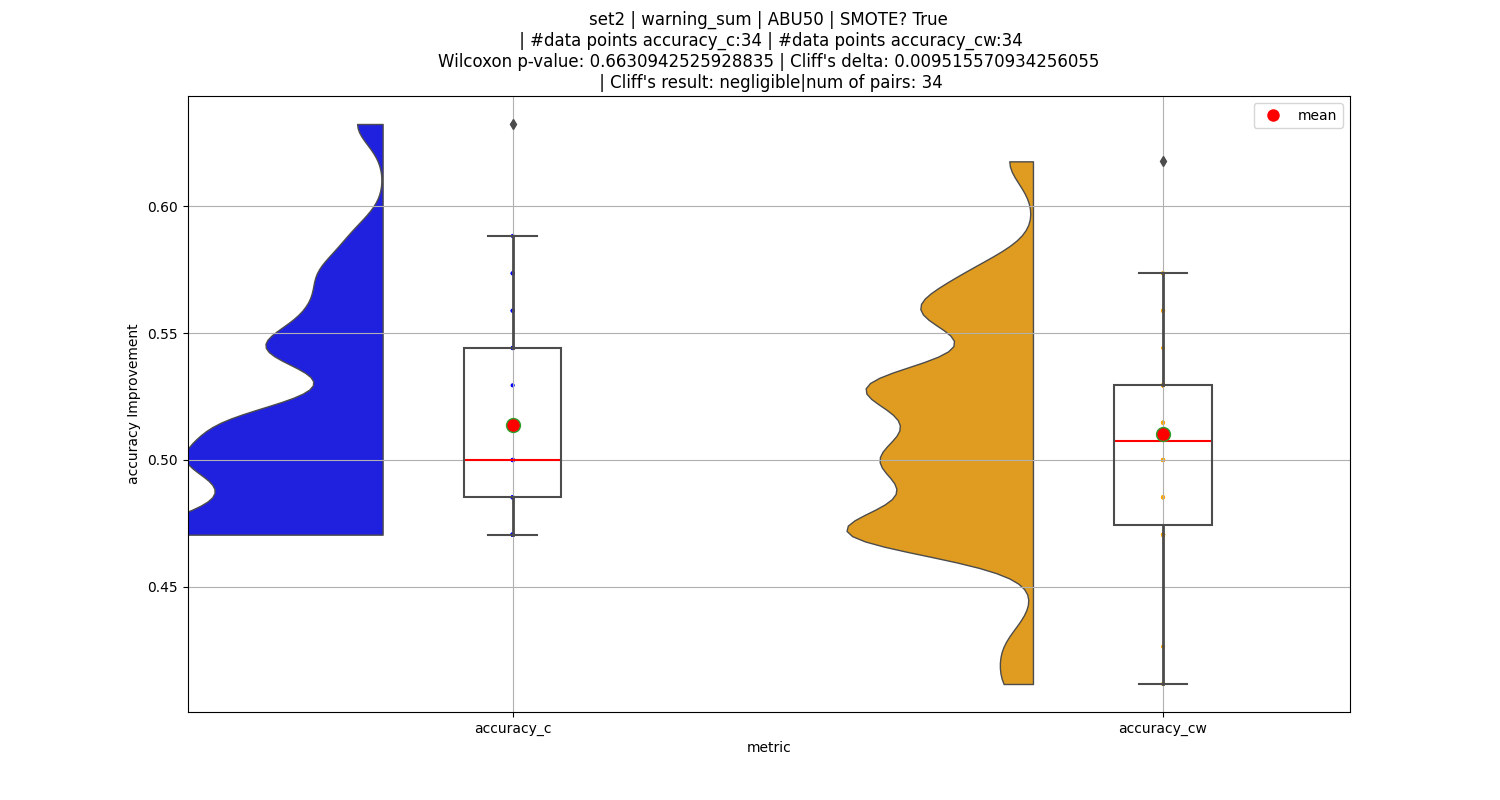 set2 | warning_sum | ABU50 | SMOTE? True
| #data points accuracy_c:34 | #data points accuracy_cw:34
Wilcoxon p-value: 0.6630942525928835 | Cliff's delta: 0.009515570934256055
| Cliff's result: negligible|num of pairs: 34
mean
0.60
0.55
0.50
0.45
accuracy Improvement
accuracy_c
accuracy_cw
metric